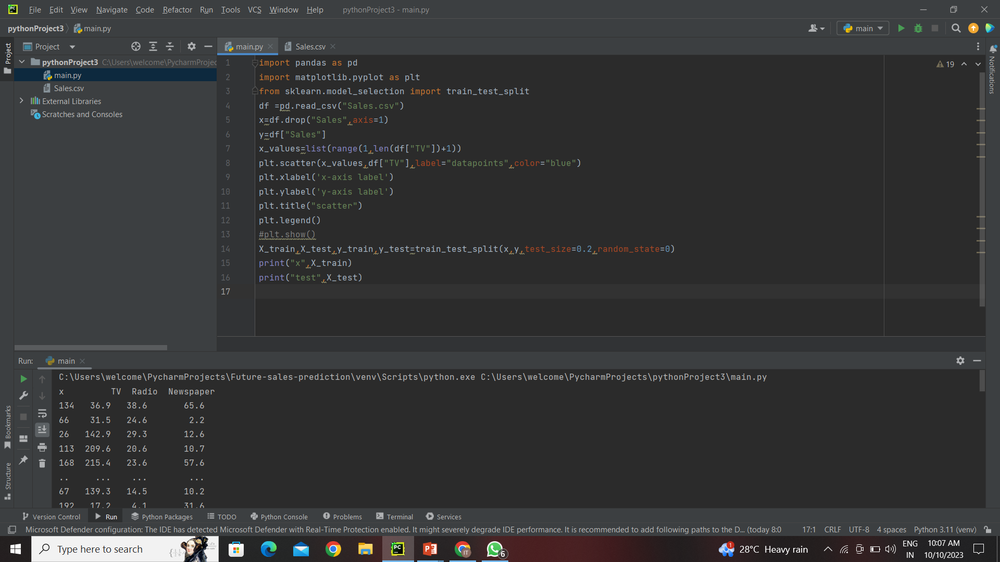 File Edit View Navigate Code Refactor Run Tools VCS Window Help pythonProject3 - main.py
pythonProject3 main.py main
Project
Project
main.py Sales.csv
Notifications
pythonProject3 C:\Users\welcome\PycharmProjec
main.py
Sales.csv
External Libraries
Scratches and Consoles
19
1 import pandas as pd
2 import matplotlib.pyplot as plt
3 from sklearn.model_selection import train_test_split
4 df =pd.read_csv("Sales.csv")
5 x=df.drop("Sales",axis=1)
6 y=df["Sales"]
7 x_values=list(range(1,len(df["TV"])+1))
8 plt.scatter(x_values,df["TV"],label="datapoints",color="blue")
9 plt.xlabel('x-axis label')
10 plt.ylabel('y-axis label')
11 plt.title("scatter")
12 plt.legend()
13 #plt.show()
14 X_train,X_test,y_train,y_test=train_test_split(x,y,test_size=0.2,random_state=0)
15 print("x",X_train)
16 print("test",X_test)
17
Run: main
C:\Users\welcome\PycharmProjects\Future-sales-prediction\venv\Scripts\python.exe C:\Users\welcome\PycharmProjects\pythonProject3\main.py
x TV Radio Newspaper
134 36.9 38.6 65.6
66 31.5 24.6 2.2
26 142.9 29.3 12.6
113 209.6 20.6 10.7
168 215.4 23.6 57.6
.. ... ... ...
67 139.3 14.5 10.2
192 17.2 4.1 31.6
Bookmarks
Structure
Version Control Run Python Packages TODO Python Console Problems Terminal Services
Microsoft Defender configuration: The IDE has detected Microsoft Defender with Real-Time Protection enabled. It might severely degrade IDE performance. It is recommended to add following paths to the D... (today 8:0 17:1 CRLF UTF-8 4 spaces Python 3.11 (venv)
Type here to search 6 1 28°C Heavy rain ENG 10:07 AM
IN 10/10/2023